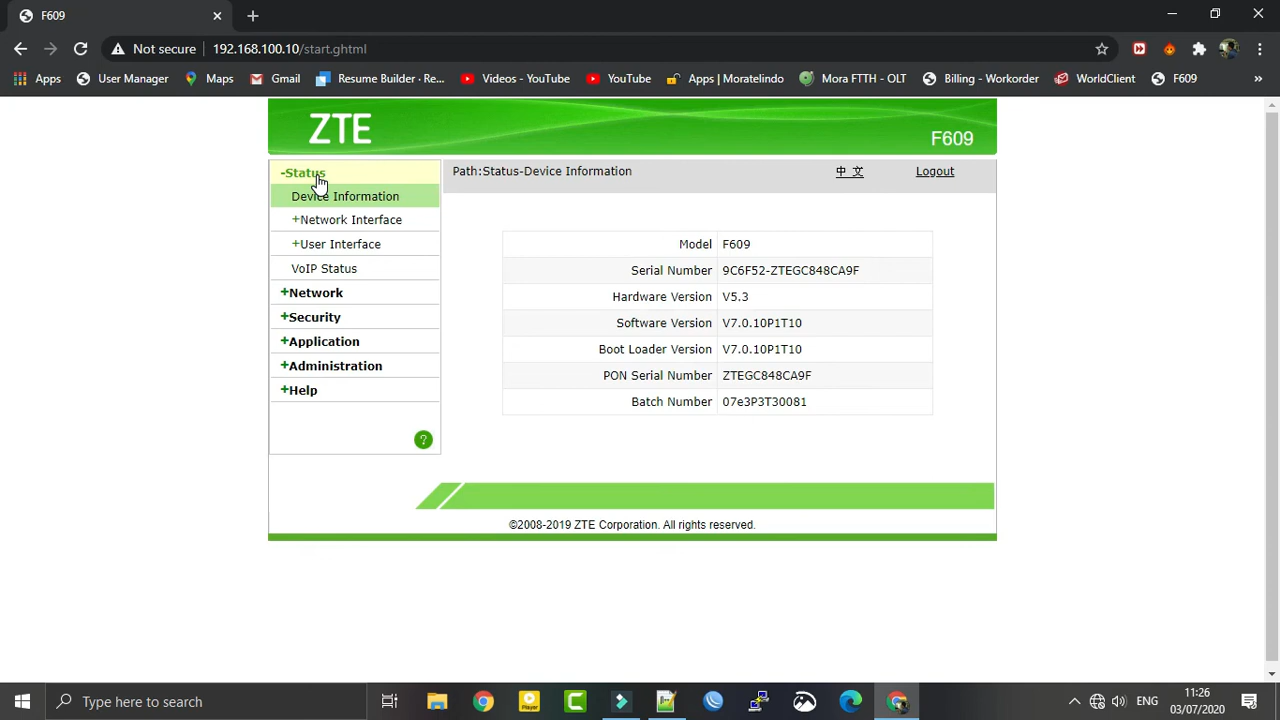 F609
Not secure | 192.168.100.10/start.ghtml
Apps User Manager Maps Gmail Resume Builder · Re... Videos - YouTube YouTube Apps | Moratelindo Mora FTTH - OLT Billing - Workorder WorldClient F609 »
ZTE
F609
-Status
Device Information
+Network Interface
+User Interface
VoIP Status
+Network
+Security
+Application
+Administration
+Help
?
Path:Status-Device Information 中 文 Logout
Model F609
Serial Number 9C6F52-ZTEGC848CA9F
Hardware Version V5.3
Software Version V7.0.10P1T10
Boot Loader Version V7.0.10P1T10
PON Serial Number ZTEGC848CA9F
Batch Number 07e3P3T30081
©2008-2019 ZTE Corporation. All rights reserved.
Type here to search
Player
ENG
11:26
03/07/2020